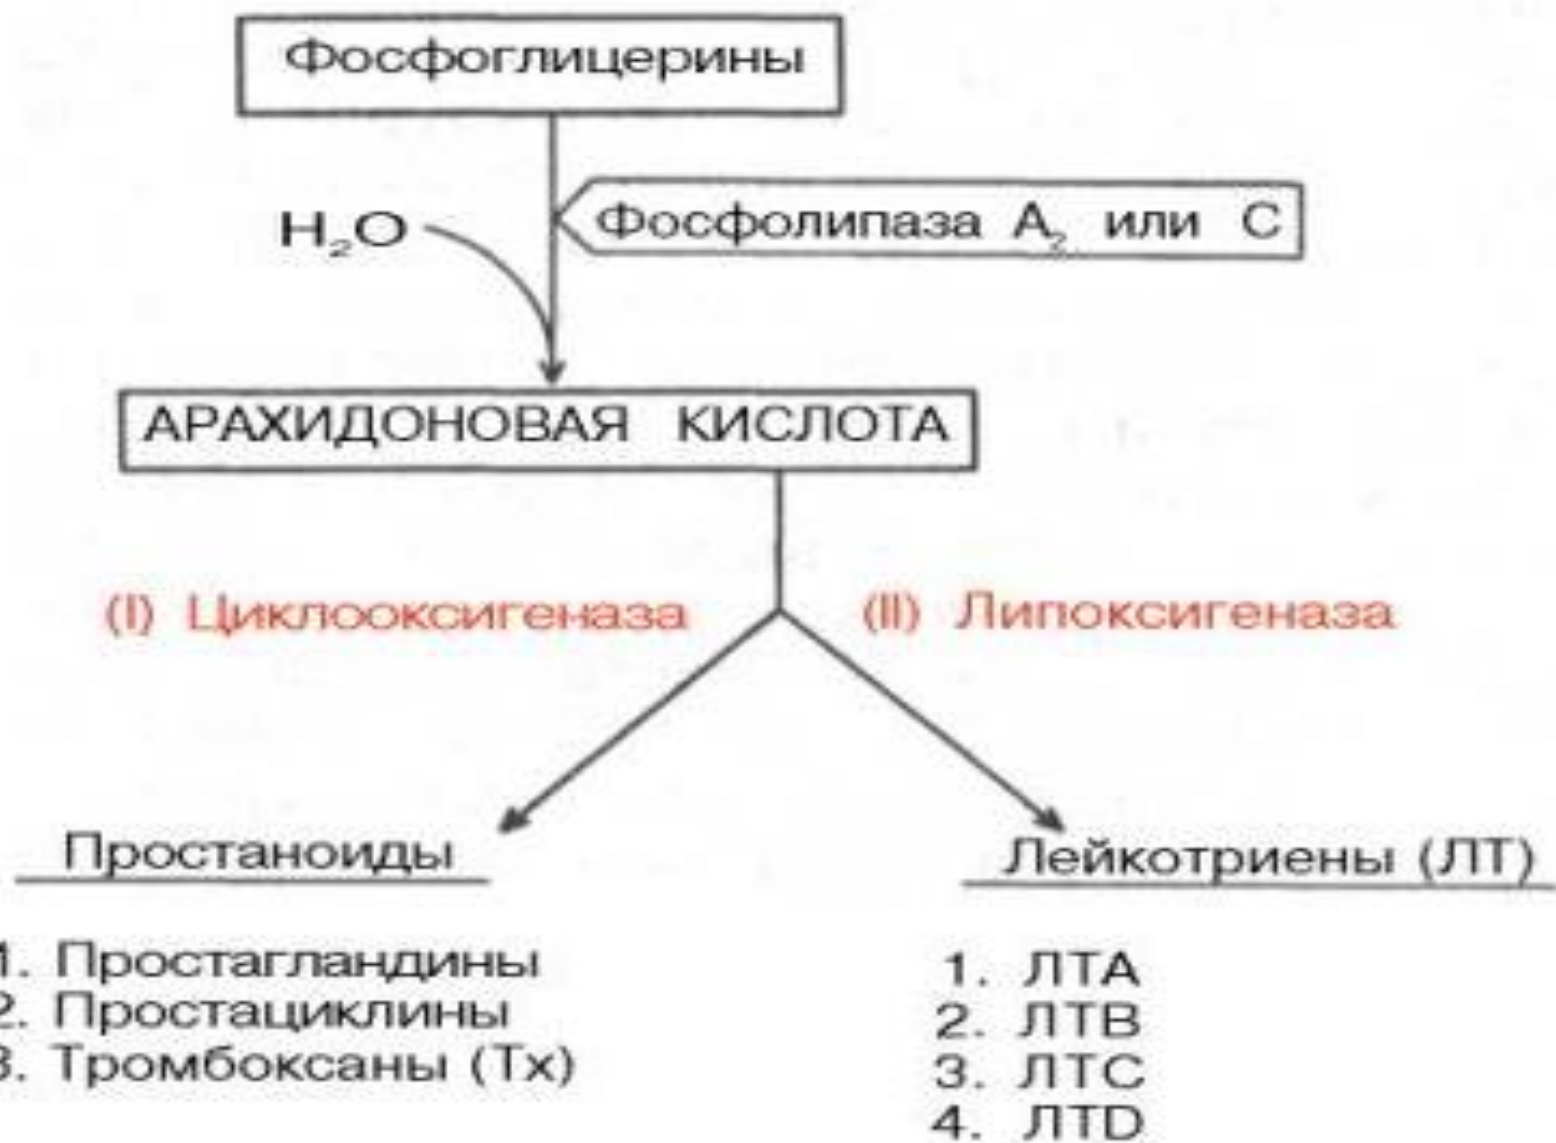 Фосфоглицерины
H₂O
Фосфолипаза A₂ или C
АРАХИДОНОВАЯ КИСЛОТА
(I) Циклооксигеназа
(II) Липоксигеназа
Простаноиды
Лейкотриены (ЛТ)
1. Простагландины
2. Простациклины
3. Тромбоксаны (Тх)
1. ЛТА
2. ЛТВ
3. ЛТС
4. ЛТD